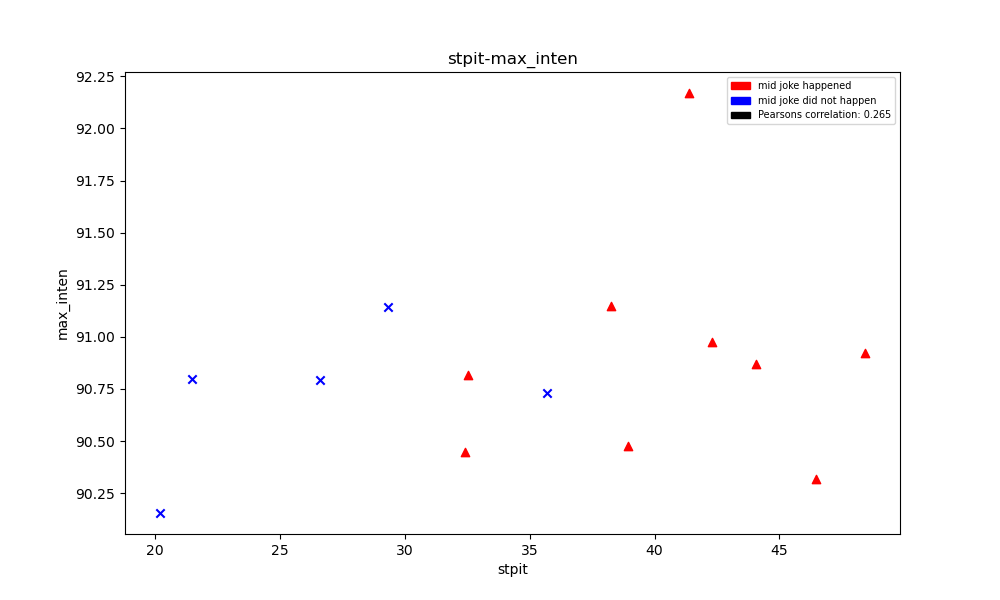 stpit-max_inten
mid joke happened
mid joke did not happen
Pearsons correlation: 0.265
92.25
92.00
91.75
91.50
91.25
91.00
90.75
90.50
90.25
max_inten
20 25 30 35 40 45
stpit